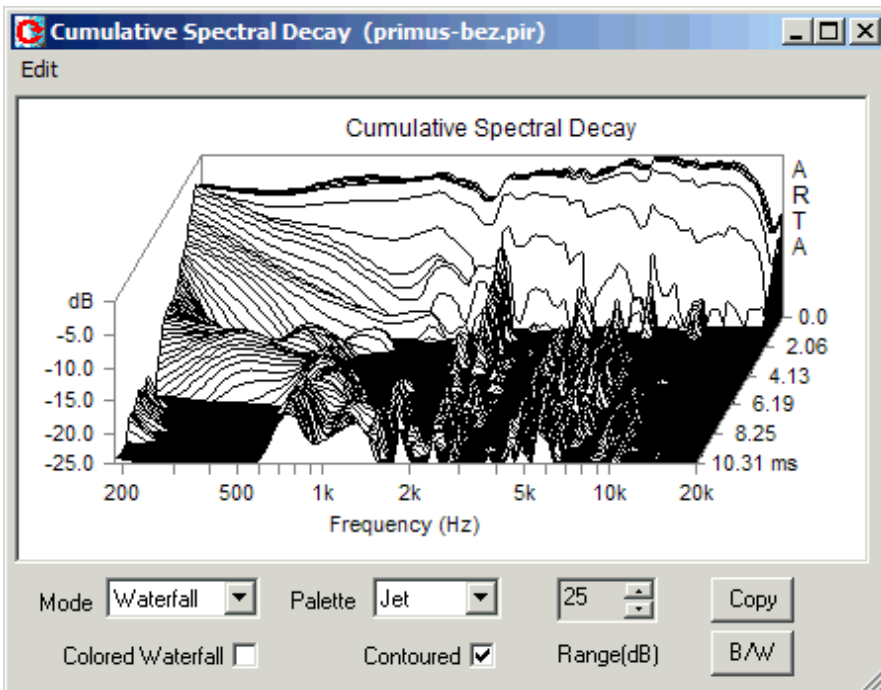 Cumulative Spectral Decay (primus-bez.pir)
Edit
Cumulative Spectral Decay
A
R
T
A
dB
-5.0
-10.0
-15.0
-20.0
-25.0
0.0
2.06
4.13
6.19
8.25
10.31 ms
200 500 1k 2k 5k 10k 20k
Frequency (Hz)
Mode Waterfall Palette Jet 25 Copy
Colored Waterfall Contoured Range(dB) B/W